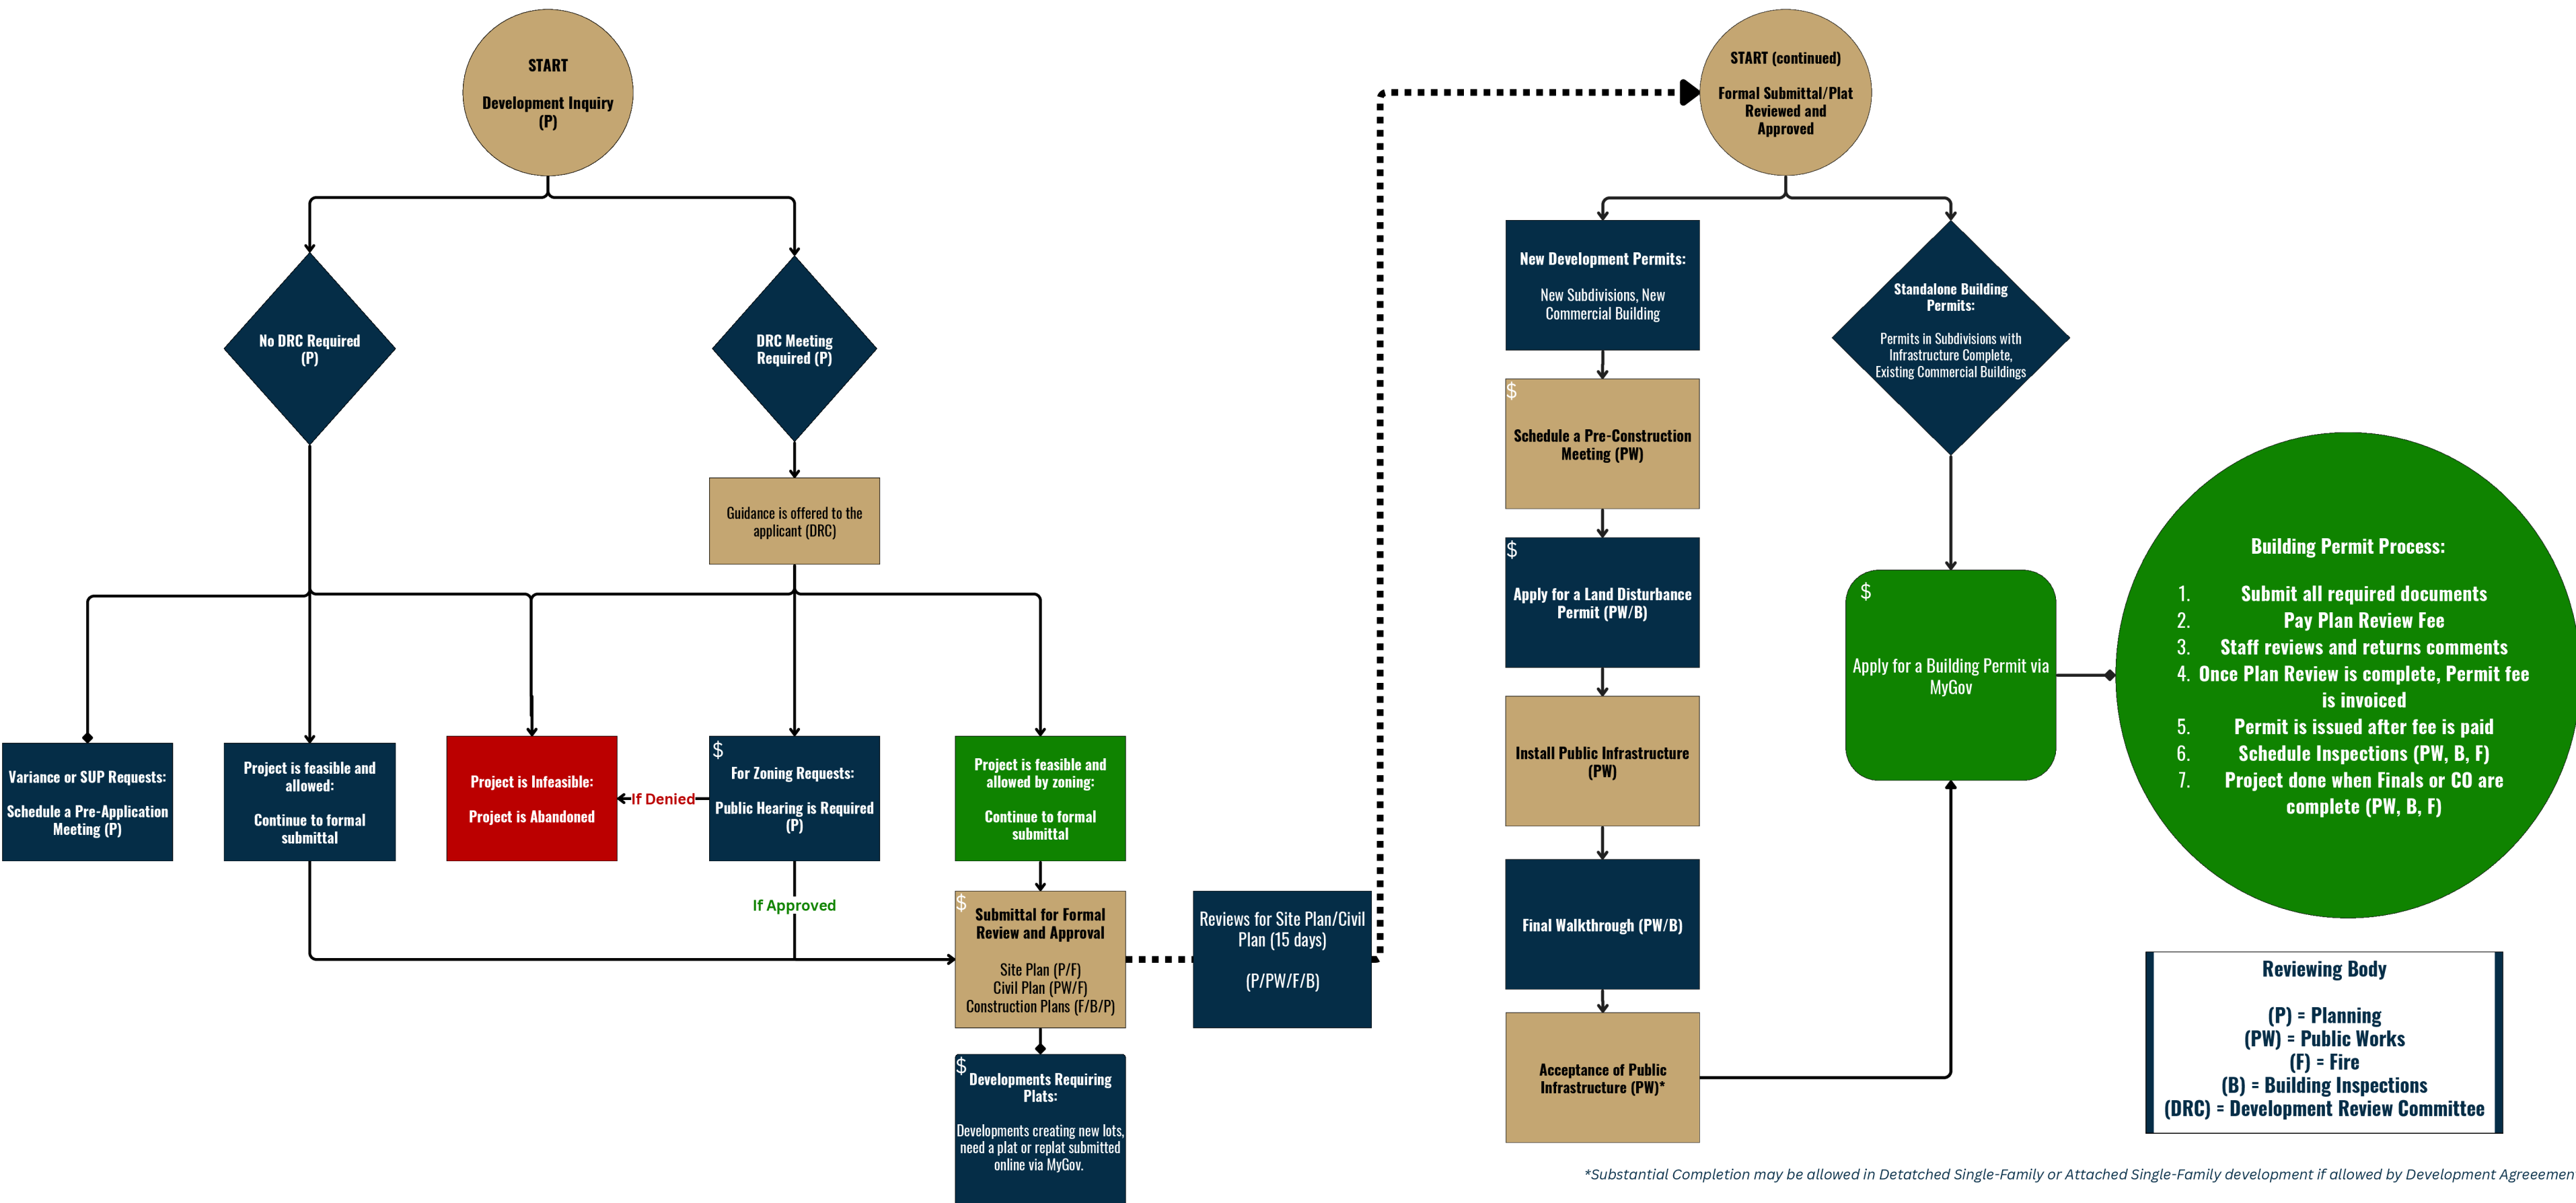 START
Development Inquiry
(P)
No DRC Required
(P)
DRC Meeting
Required (P)
Guidance is offered to the
applicant (DRC)
Variance or SUP Requests:
Schedule a Pre-Application
Meeting (P)
Project is feasible and
allowed:
Continue to formal
submittal
Project is Infeasible:
Project is Abandoned
If Denied
$
For Zoning Requests:
Public Hearing is Required
(P)
If Approved
Project is feasible and
allowed by zoning:
Continue to formal
submittal
$
Submittal for Formal
Review and Approval
Site Plan (P/F)
Civil Plan (PW/F)
Construction Plans (F/B/P)
$
Developments Requiring
Plats:
Developments creating new lots,
need a plat or replat submitted
online via MyGov.
Reviews for Site Plan/Civil
Plan (15 days)
(P/PW/F/B)
START (continued)
Formal Submittal/Plat
Reviewed and
Approved
New Development Permits:
New Subdivisions, New
Commercial Building
$
Schedule a Pre-Construction
Meeting (PW)
$
Apply for a Land Disturbance
Permit (PW/B)
Install Public Infrastructure
(PW)
Final Walkthrough (PW/B)
Acceptance of Public
Infrastructure (PW)*
Standalone Building
Permits:
Permits in Subdivisions with
Infrastructure Complete,
Existing Commercial Buildings
$
Apply for a Building Permit via
MyGov
Building Permit Process:
1. Submit all required documents
2. Pay Plan Review Fee
3. Staff reviews and returns comments
4. Once Plan Review is complete, Permit fee
is invoiced
5. Permit is issued after fee is paid
6. Schedule Inspections (PW, B, F)
7. Project done when Finals or CO are
complete (PW, B, F)
Reviewing Body
(P) = Planning
(PW) = Public Works
(F) = Fire
(B) = Building Inspections
(DRC) = Development Review Committee
*Substantial Completion may be allowed in Detatched Single-Family or Attached Single-Family development if allowed by Development Agreeemen